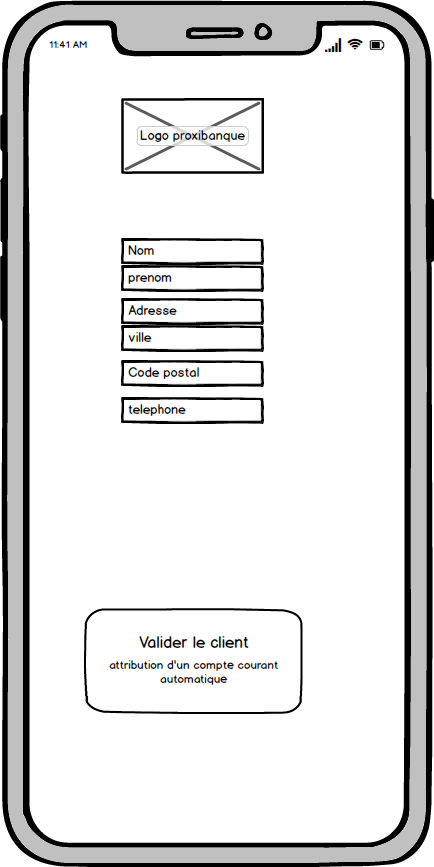 11:41 AM
Logo proxibanque
Nom
prenom
Adresse
ville
Code postal
telephone
Valider le client
attribution d'un compte courant
automatique